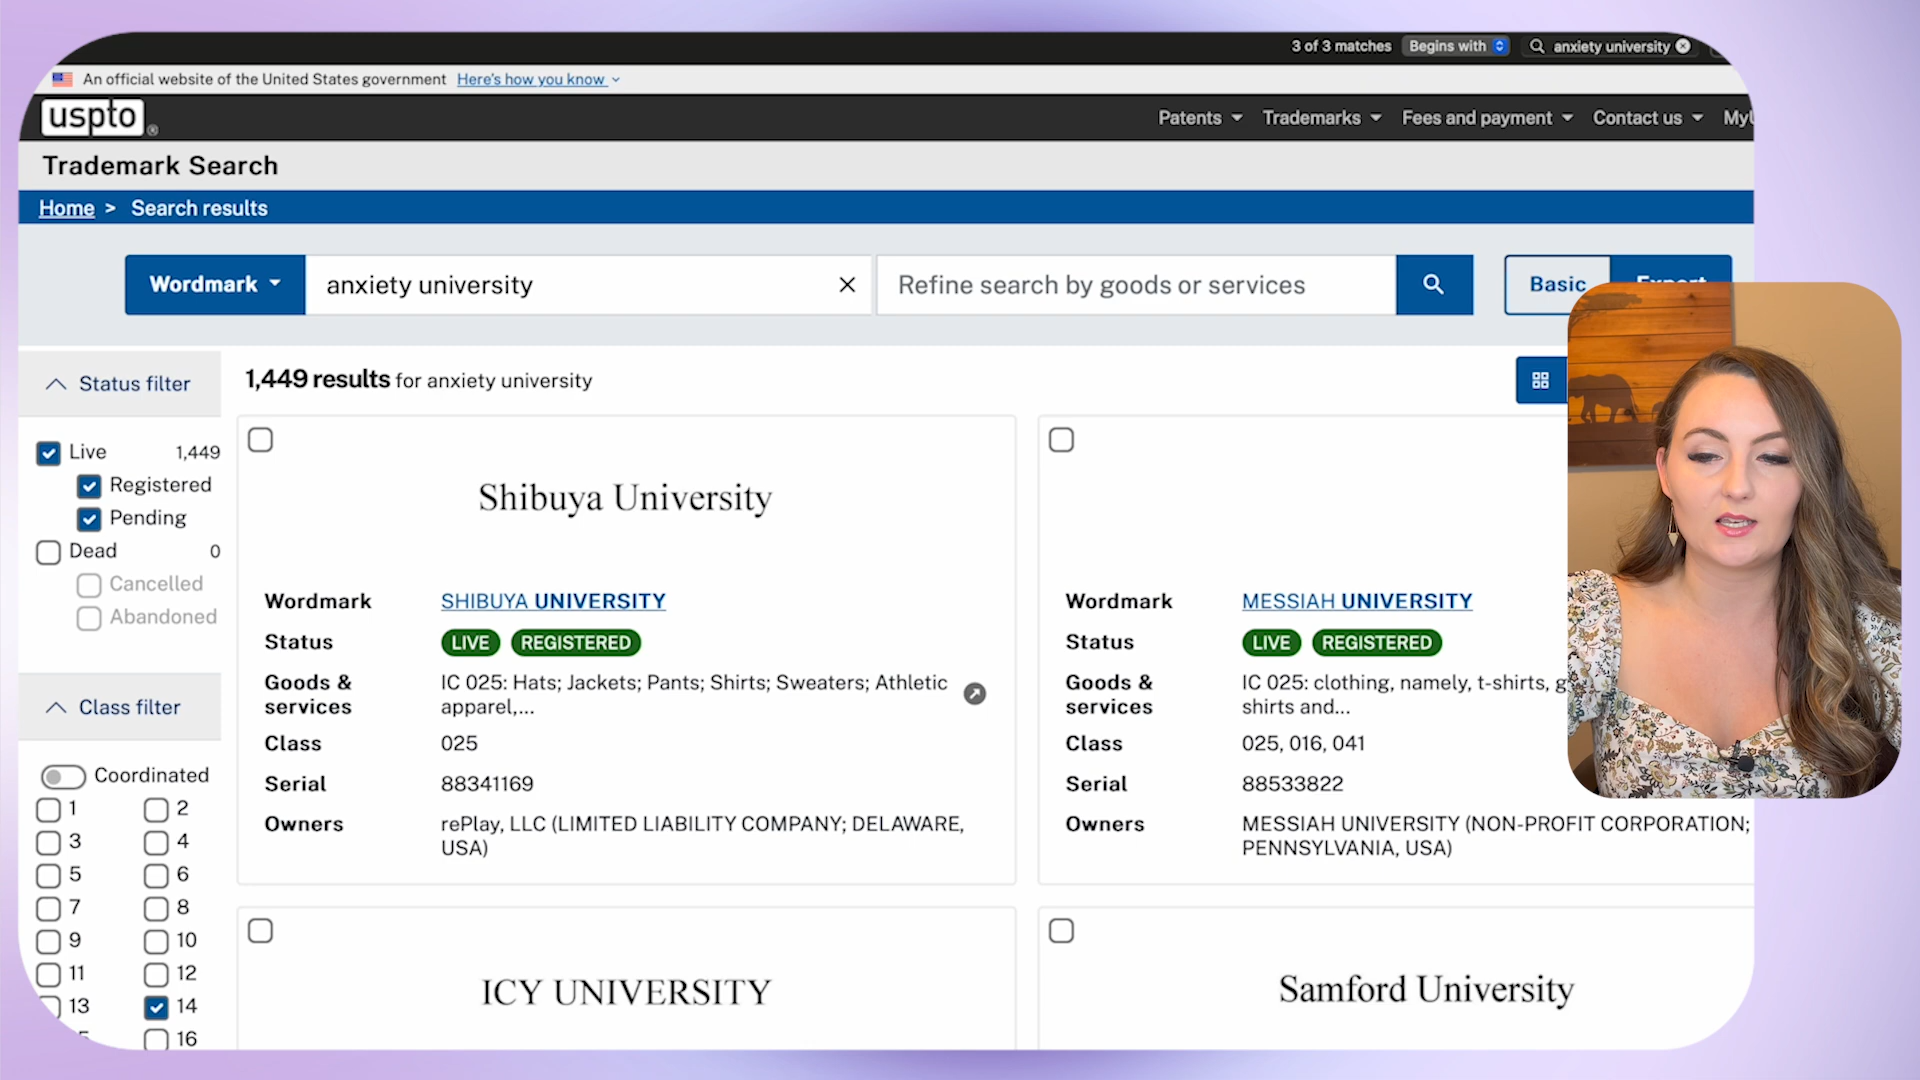 3 of 3 matches Begins with anxiety university
An official website of the United States government Here's how you know
uspto®
Patents Trademarks Fees and payment Contact us
Trademark Search
Home > Search results
Wordmark anxiety university Refine search by goods or services Basic
Status filter
1,449 results for anxiety university
Live 1,449
Registered
Pending
Dead 0
Cancelled
Abandoned
Class filter
Coordinated
1 2
3 4
5 6
7 8
9 10
11 12
13 14
16
Shibuya University
Wordmark SHIBUYA UNIVERSITY
Status LIVE REGISTERED
Goods & services IC 025: Hats; Jackets; Pants; Shirts; Sweaters; Athletic
apparel,...
Class 025
Serial 88341169
Owners rePlay, LLC (LIMITED LIABILITY COMPANY; DELAWARE,
USA)
Wordmark MESSIAH UNIVERSITY
Status LIVE REGISTERED
Goods & services IC 025: clothing, namely, t-shirts,
shirts and...
Class 025, 016, 041
Serial 88533822
Owners MESSIAH UNIVERSITY (NON-PROFIT CORPORATION;
PENNSYLVANIA, USA)
ICY UNIVERSITY
Samford University